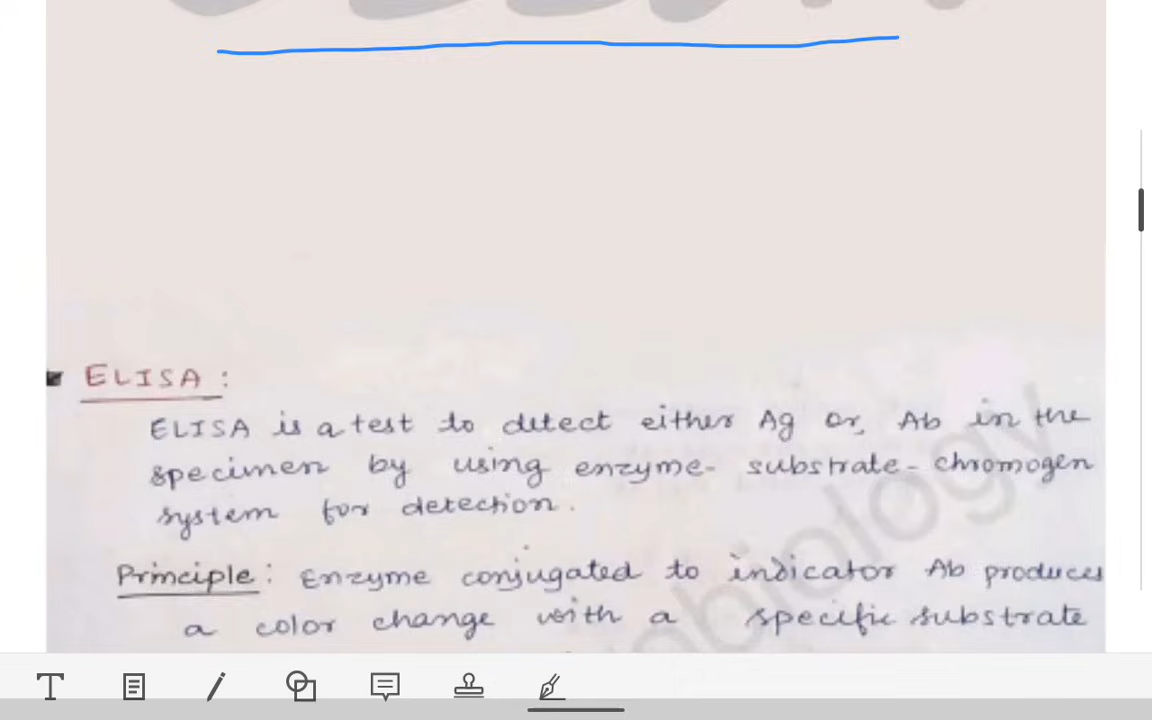 ELISA :
ELISA is a test to detect either Ag or, Ab in the
specimen by using enzyme- substrate- chromogen
system for detection.
Principle : Enzyme conjugated to indicator Ab produces
a color change with a specific substrate